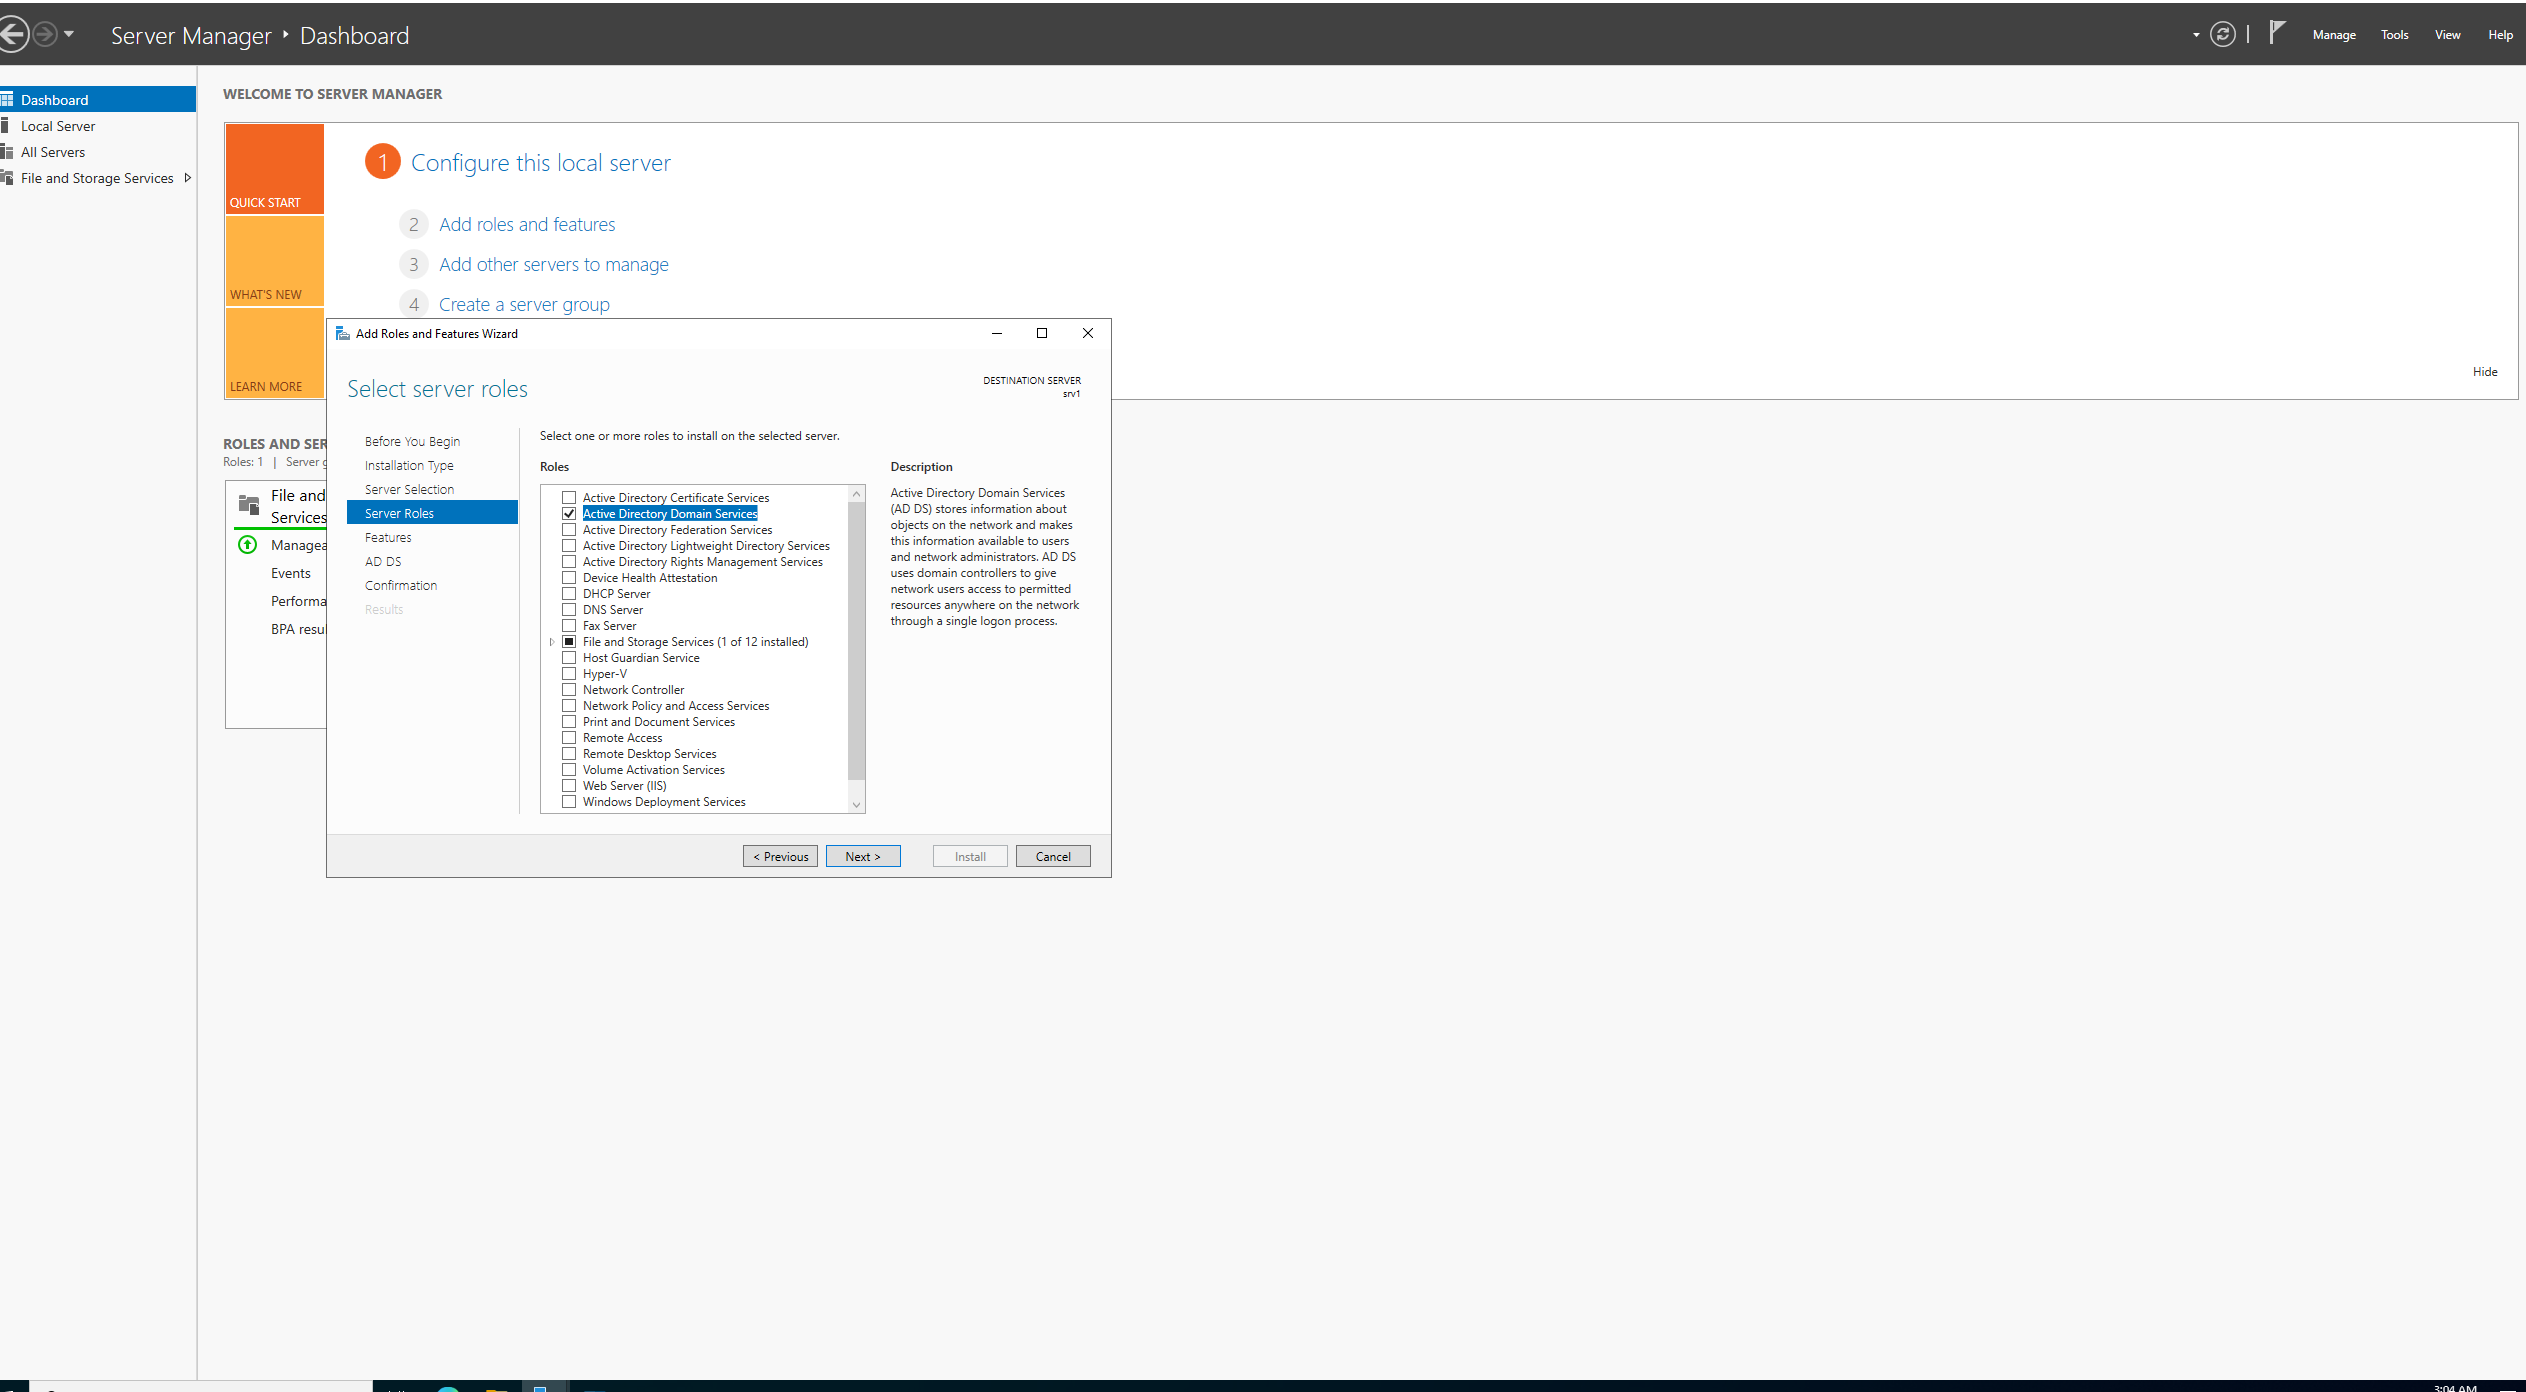 Server Manager ‣ Dashboard
Manage Tools View Help
Dashboard
Local Server
All Servers
File and Storage Services
WELCOME TO SERVER MANAGER
QUICK START
WHAT'S NEW
LEARN MORE
1 Configure this local server
2 Add roles and features
3 Add other servers to manage
4 Create a server group
Hide
ROLES AND SER
Roles: 1 | Server g
File and
Services
Managea
Events
Performa
BPA resul
Add Roles and Features Wizard
Select server roles
DESTINATION SERVER
srv1
Before You Begin
Installation Type
Server Selection
Server Roles
Features
AD DS
Confirmation
Results
Select one or more roles to install on the selected server.
Roles
Active Directory Certificate Services
Active Directory Domain Services
Active Directory Federation Services
Active Directory Lightweight Directory Services
Active Directory Rights Management Services
Device Health Attestation
DHCP Server
DNS Server
Fax Server
File and Storage Services (1 of 12 installed)
Host Guardian Service
Hyper-V
Network Controller
Network Policy and Access Services
Print and Document Services
Remote Access
Remote Desktop Services
Volume Activation Services
Web Server (IIS)
Windows Deployment Services
Description
Active Directory Domain Services
(AD DS) stores information about
objects on the network and makes
this information available to users
and network administrators. AD DS
uses domain controllers to give
network users access to permitted
resources anywhere on the network
through a single logon process.
< Previous Next > Install Cancel
3:04 AM